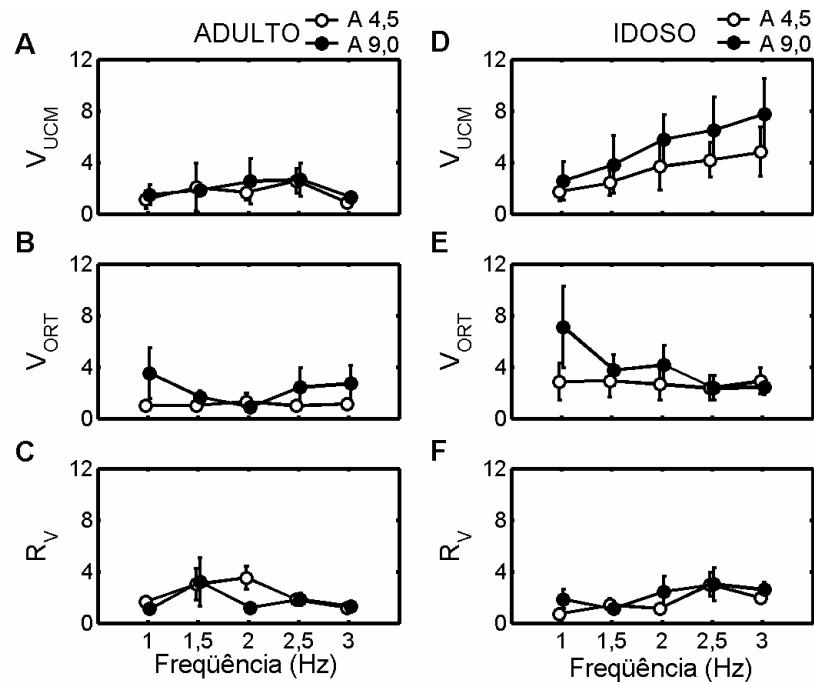 ADULTO
A 4,5
A 9,0
A
12
8
4
0
V_UCM
B
12
8
4
0
V_ORT
C
12
8
4
0
R_V
1 1,5 2 2,5 3
Freqüência (Hz)
IDOSO
A 4,5
A 9,0
D
12
8
4
0
V_UCM
E
12
8
4
0
V_ORT
F
12
8
4
0
R_V
1 1,5 2 2,5 3
Freqüência (Hz)